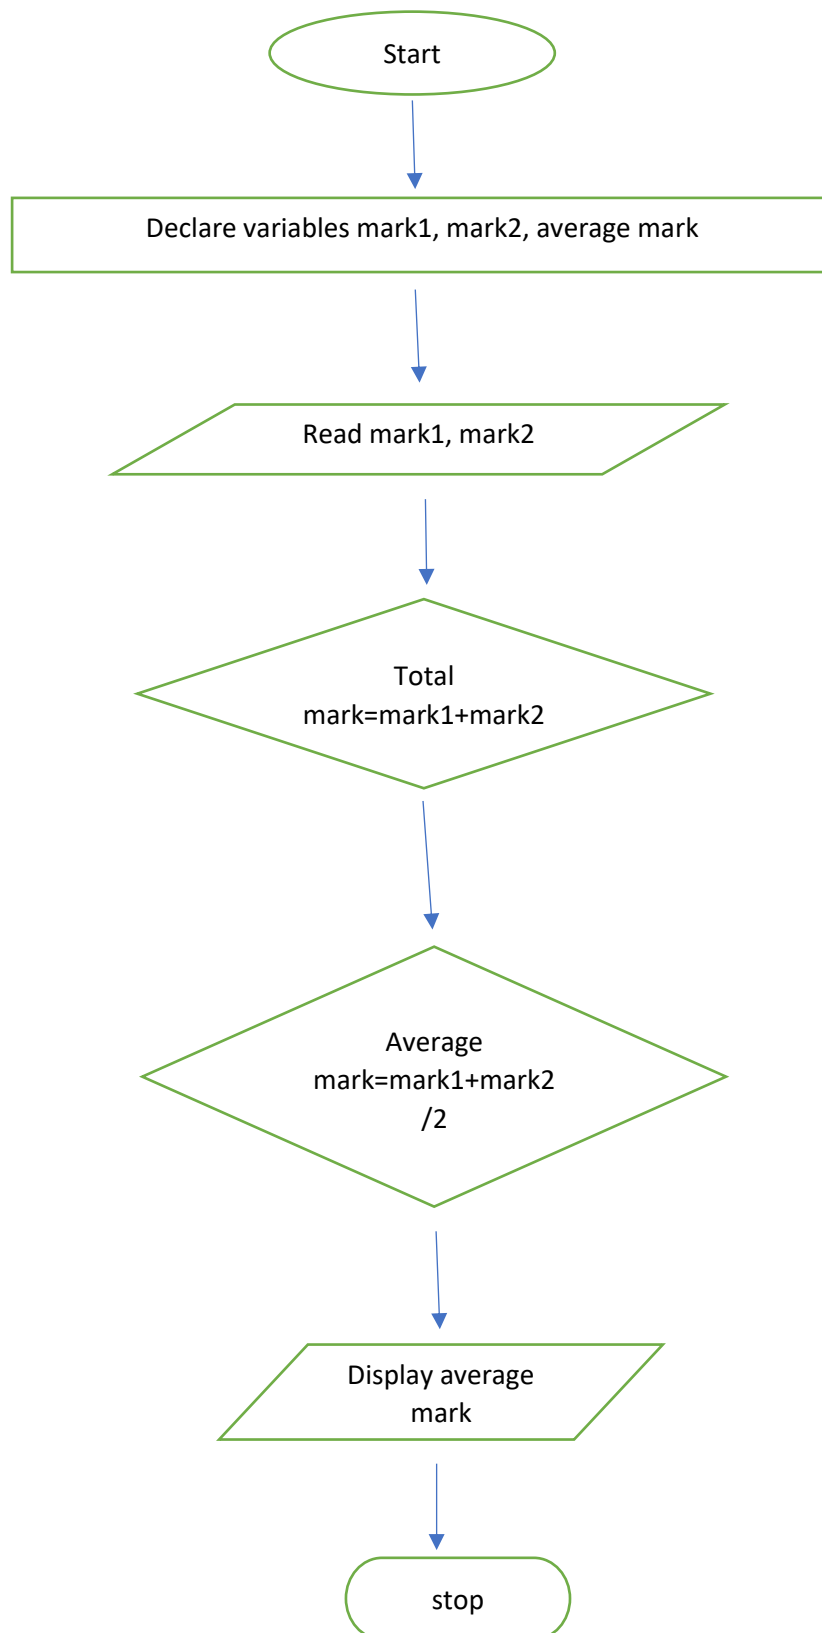 Start
Declare variables mark1, mark2, average mark
Read mark1, mark2
Total
mark=mark1+mark2
Average
mark=mark1+mark2
/2
Display average
mark
stop